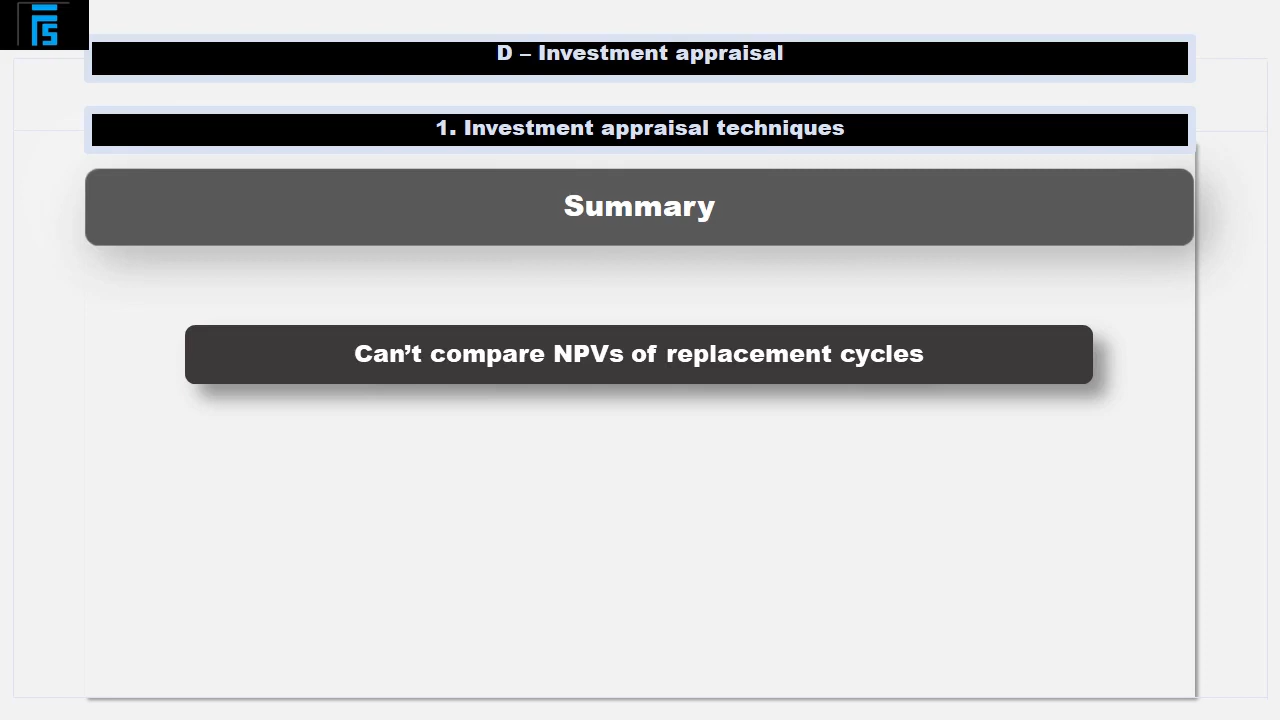 D – Investment appraisal
1. Investment appraisal techniques
Summary
Can’t compare NPVs of replacement cycles